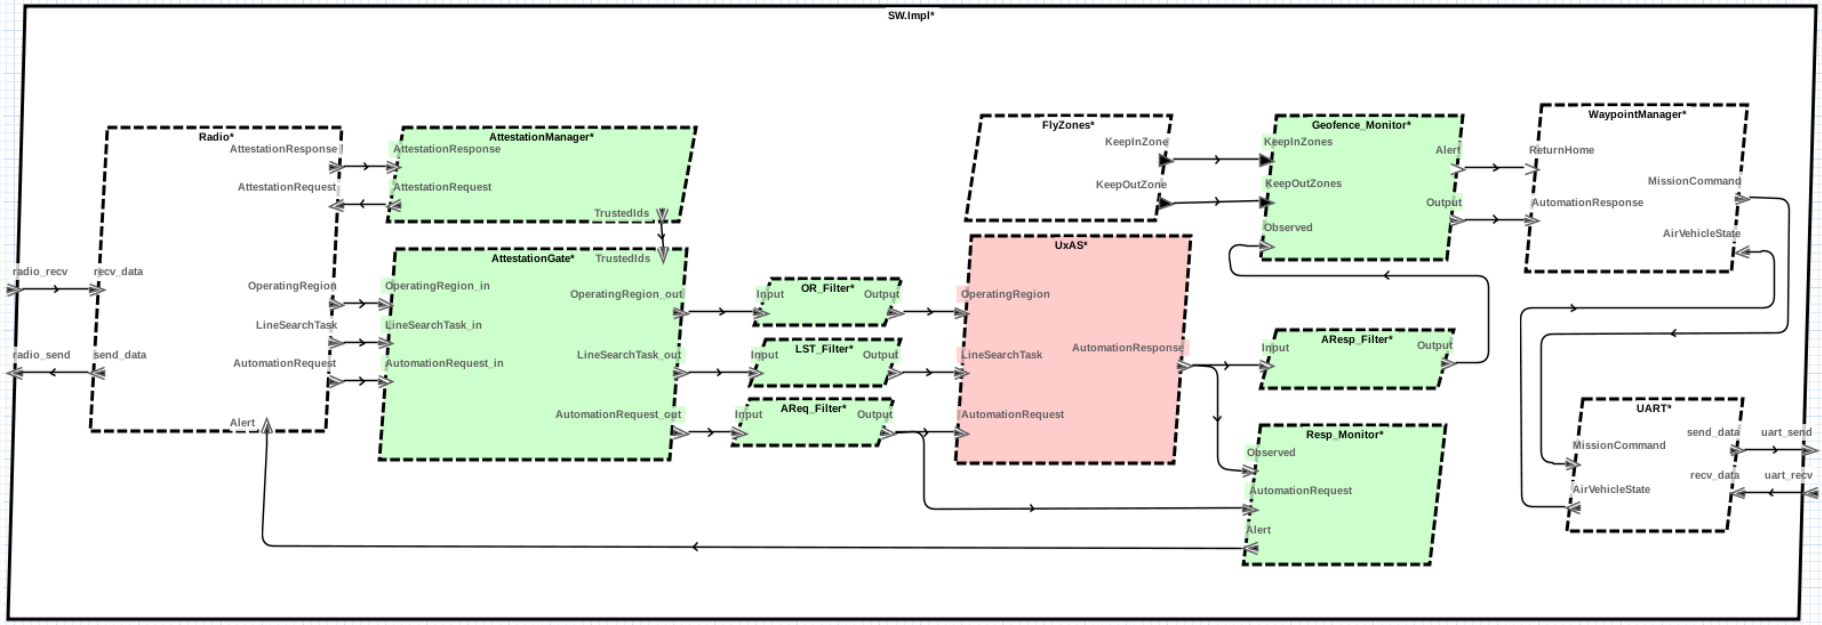 SW.Impl*
Radio*
AttestationResponse
AttestationRequest
OperatingRegion
LineSearchTask
AutomationRequest
Alert
radio_recv
recv_data
radio_send
send_data
AttestationManager*
AttestationResponse
AttestationRequest
TrustedIds
AttestationGate*
TrustedIds
OperatingRegion_in
LineSearchTask_in
AutomationRequest_in
OperatingRegion_out
LineSearchTask_out
AutomationRequest_out
OR_Filter*
Input
Output
LST_Filter*
Input
Output
AReq_Filter*
Input
Output
FlyZones*
KeepInZone
KeepOutZone
UxAS*
OperatingRegion
LineSearchTask
AutomationResponse
AutomationRequest
Geofence_Monitor*
KeepInZones
KeepOutZones
Observed
Alert
Output
AResp_Filter*
Input
Output
Resp_Monitor*
Observed
AutomationRequest
Alert
WaypointManager*
ReturnHome
MissionCommand
AutomationResponse
AirVehicleState
UART*
MissionCommand
AirVehicleState
send_data
recv_data
uart_send
uart_recv